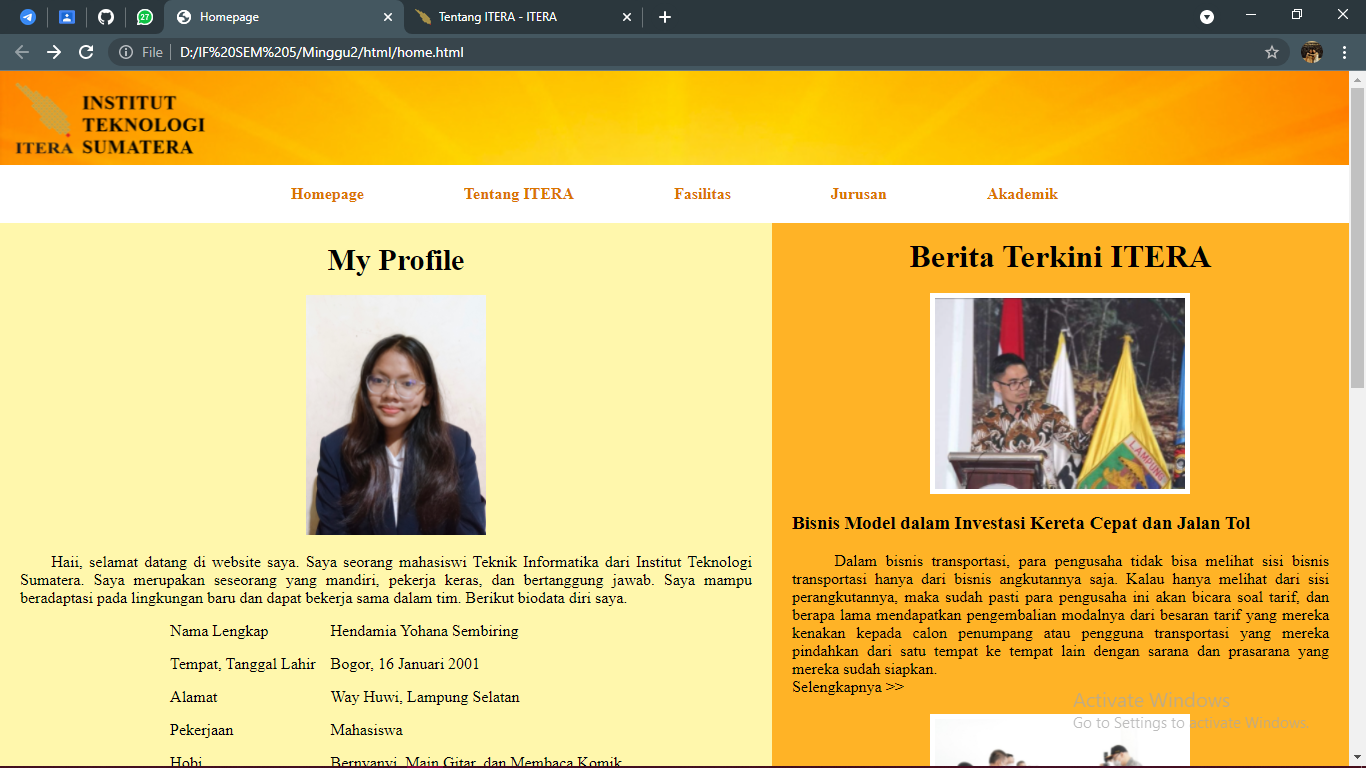 27
Homepage
Tentang ITERA - ITERA
File
D:/IF%20SEM%205/Minggu2/html/home.html
INSTITUT
TEKNOLOGI
ITERA SUMATERA
Homepage
Tentang ITERA
Fasilitas
Jurusan
Akademik
My Profile
Haii, selamat datang di website saya. Saya seorang mahasiswi Teknik Informatika dari Institut Teknologi
Sumatera. Saya merupakan seseorang yang mandiri, pekerja keras, dan bertanggung jawab. Saya mampu
beradaptasi pada lingkungan baru dan dapat bekerja sama dalam tim. Berikut biodata diri saya.
Nama Lengkap Hendamia Yohana Sembiring
Tempat, Tanggal Lahir Bogor, 16 Januari 2001
Alamat Way Huwi, Lampung Selatan
Pekerjaan Mahasiswa
Hobi Bernyanyi, Main Gitar, dan Membaca Komik
Berita Terkini ITERA
LAMPUNG
Bisnis Model dalam Investasi Kereta Cepat dan Jalan Tol
Dalam bisnis transportasi, para pengusaha tidak bisa melihat sisi bisnis
transportasi hanya dari bisnis angkutannya saja. Kalau hanya melihat dari sisi
perangkutannya, maka sudah pasti para pengusaha ini akan bicara soal tarif, dan
berapa lama mendapatkan pengembalian modalnya dari besaran tarif yang mereka
kenakan kepada calon penumpang atau pengguna transportasi yang mereka
pindahkan dari satu tempat ke tempat lain dengan sarana dan prasarana yang
mereka sudah siapkan.
Selengkapnya >>
Activate Windows
Go to Settings to activate Windows.